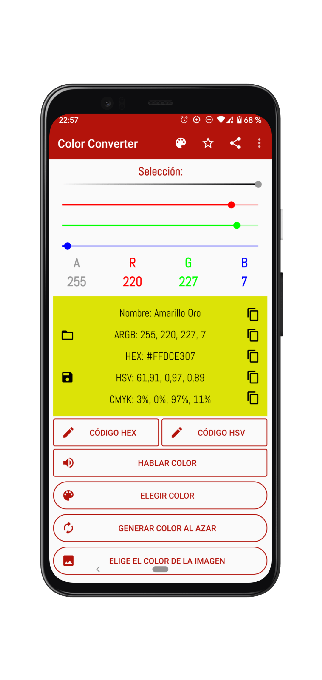 22:57 68 %
Color Converter
Selección:
A R G B
255 220 227 7
Nombre: Amarillo Oro
ARGB: 255, 220, 227, 7
HEX: #FFDCE307
HSV: 61,91, 0,97, 0,89
CMYK: 3%, 0%, 97%, 11%
CÓDIGO HEX CÓDIGO HSV
HABLAR COLOR
ELEGIR COLOR
GENERAR COLOR AL AZAR
ELIGE EL COLOR DE LA IMAGEN